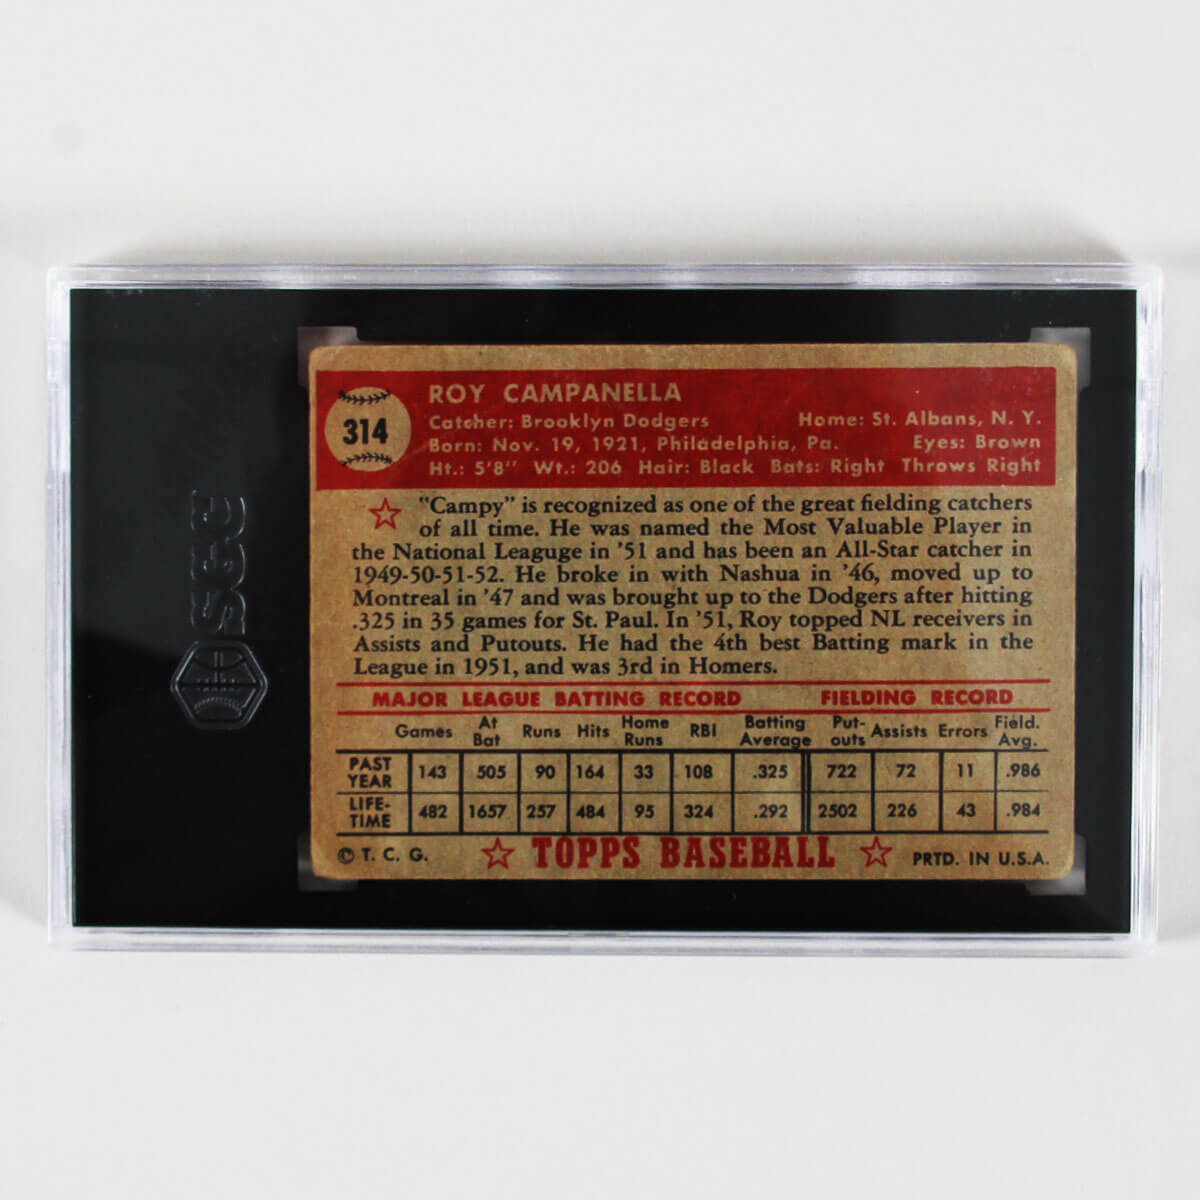 SGC
314
ROY CAMPANELLA
Catcher: Brooklyn Dodgers Home: St. Albans, N. Y.
Born: Nov. 19, 1921, Philadelphia, Pa. Eyes: Brown
Ht.: 5'8" Wt.: 206 Hair: Black Bats: Right Throws Right
"Campy" is recognized as one of the great fielding catchers
of all time. He was named the Most Valuable Player in
the National Leaguge in '51 and has been an All-Star catcher in
1949-50-51-52. He broke in with Nashua in '46, moved up to
Montreal in '47 and was brought up to the Dodgers after hitting
.325 in 35 games for St. Paul. In '51, Roy topped NL receivers in
Assists and Putouts. He had the 4th best Batting mark in the
League in 1951, and was 3rd in Homers.
MAJOR LEAGUE BATTING RECORD FIELDING RECORD
Games At Bat Runs Hits Home Runs RBI Batting Average Put-outs Assists Errors Field. Avg.
PAST YEAR 143 505 90 164 33 108 .325 722 72 11 .986
LIFE-TIME 482 1657 257 484 95 324 .292 2502 226 43 .984
© T. C. G. TOPPS BASEBALL PRTD. IN U.S.A.